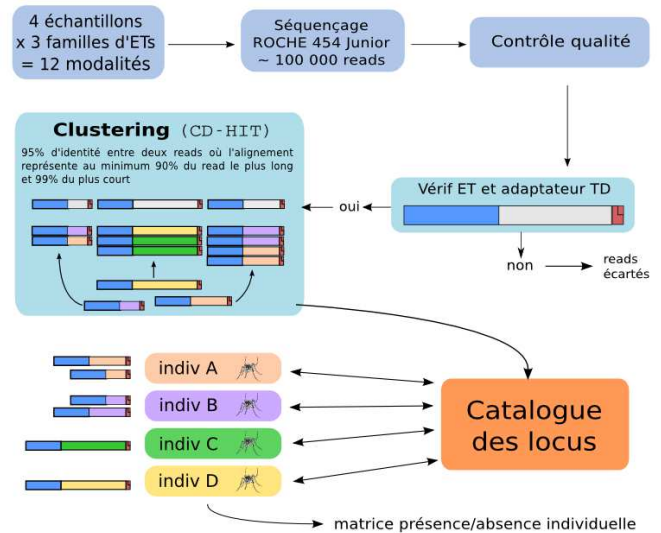 4 échantillons
x 3 familles d'ETs
= 12 modalités
Séquençage
ROCHE 454 Junior
~ 100 000 reads
Contrôle qualité
Clustering (CD-HIT)
95% d'identité entre deux reads où l'alignement
représente au minimum 90% du read le plus long
et 99% du plus court
Vérif ET et adaptateur TD
oui
non
reads
écartés
indiv A
indiv B
indiv C
indiv D
Catalogue
des locus
matrice présence/absence individuelle